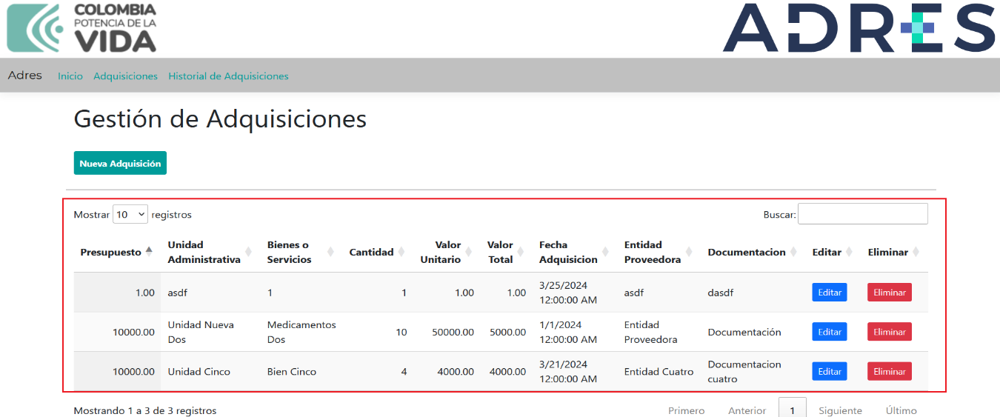 COLOMBIA
POTENCIA DE LA
VIDA
ADRES
Adres Inicio Adquisiciones Historial de Adquisiciones
Gestión de Adquisiciones
Nueva Adquisición
Mostrar 10 registros Buscar:
Presupuesto Unidad Administrativa Bienes o Servicios Cantidad Valor Unitario Valor Total Fecha Adquisicion Entidad Proveedora Documentacion Editar Eliminar
1.00 asdf 1 1 1.00 1.00 3/25/2024 12:00:00 AM asdf dasdf Editar Eliminar
10000.00 Unidad Nueva Dos Medicamentos Dos 10 50000.00 5000.00 1/1/2024 12:00:00 AM Entidad Proveedora Documentación Editar Eliminar
10000.00 Unidad Cinco Bien Cinco 4 4000.00 4000.00 3/21/2024 12:00:00 AM Entidad Cuatro Documentacion cuatro Editar Eliminar
Mostrando 1 a 3 de 3 registros Primero Anterior 1 Siguiente Último